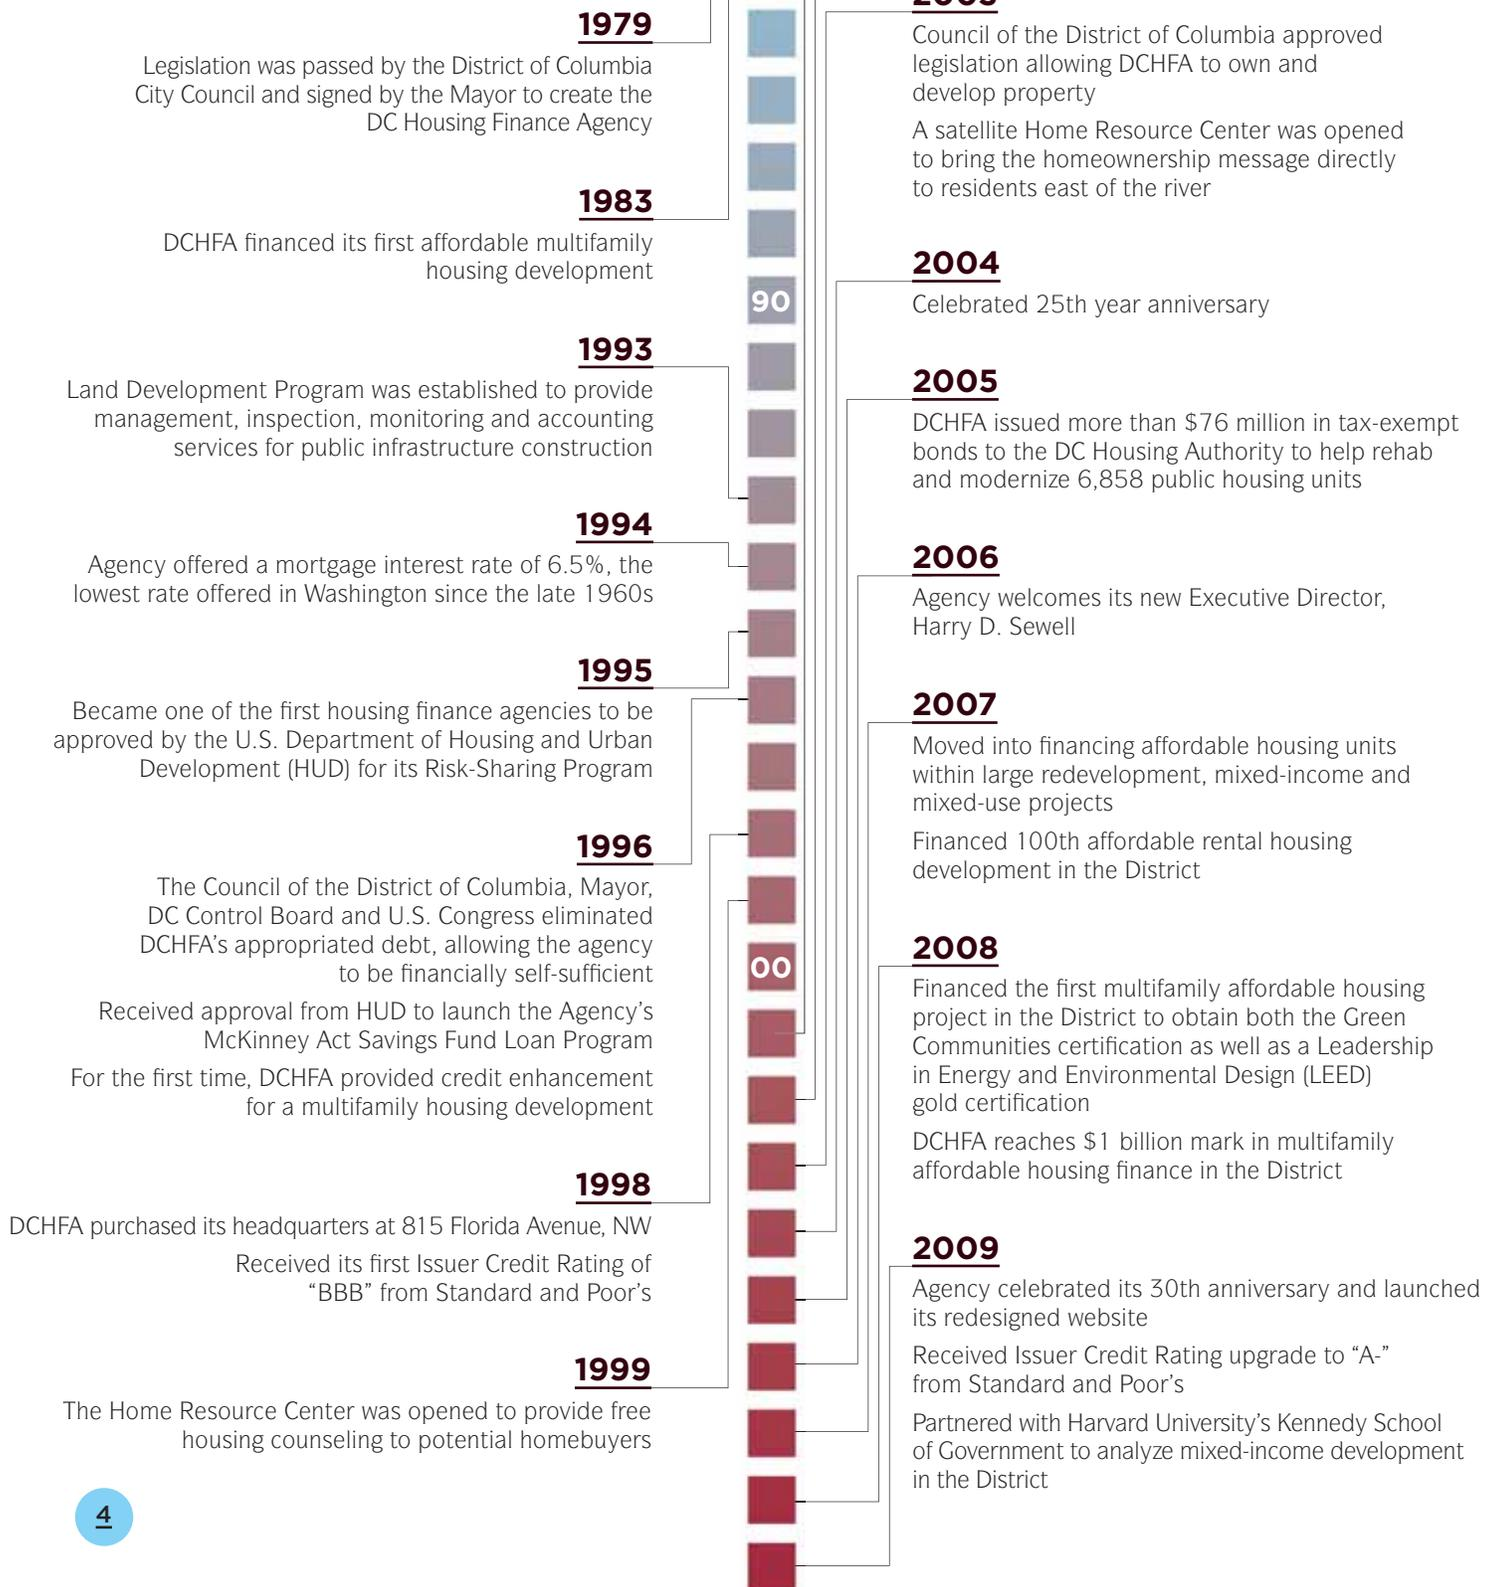 1979
Legislation was passed by the District of Columbia
City Council and signed by the Mayor to create the
DC Housing Finance Agency
1983
DCHFA financed its first affordable multifamily
housing development
1993
Land Development Program was established to provide
management, inspection, monitoring and accounting
services for public infrastructure construction
1994
Agency offered a mortgage interest rate of 6.5%, the
lowest rate offered in Washington since the late 1960s
1995
Became one of the first housing finance agencies to be
approved by the U.S. Department of Housing and Urban
Development (HUD) for its Risk-Sharing Program
1996
The Council of the District of Columbia, Mayor,
DC Control Board and U.S. Congress eliminated
DCHFA’s appropriated debt, allowing the agency
to be financially self-sufficient
Received approval from HUD to launch the Agency’s
McKinney Act Savings Fund Loan Program
For the first time, DCHFA provided credit enhancement
for a multifamily housing development
1998
DCHFA purchased its headquarters at 815 Florida Avenue, NW
Received its first Issuer Credit Rating of
“BBB” from Standard and Poor’s
1999
The Home Resource Center was opened to provide free
housing counseling to potential homebuyers
4
90
00
2003
Council of the District of Columbia approved
legislation allowing DCHFA to own and
develop property
A satellite Home Resource Center was opened
to bring the homeownership message directly
to residents east of the river
2004
Celebrated 25th year anniversary
2005
DCHFA issued more than $76 million in tax-exempt
bonds to the DC Housing Authority to help rehab
and modernize 6,858 public housing units
2006
Agency welcomes its new Executive Director,
Harry D. Sewell
2007
Moved into financing affordable housing units
within large redevelopment, mixed-income and
mixed-use projects
Financed 100th affordable rental housing
development in the District
2008
Financed the first multifamily affordable housing
project in the District to obtain both the Green
Communities certification as well as a Leadership
in Energy and Environmental Design (LEED)
gold certification
DCHFA reaches $1 billion mark in multifamily
affordable housing finance in the District
2009
Agency celebrated its 30th anniversary and launched
its redesigned website
Received Issuer Credit Rating upgrade to “A-”
from Standard and Poor’s
Partnered with Harvard University’s Kennedy School
of Government to analyze mixed-income development
in the District